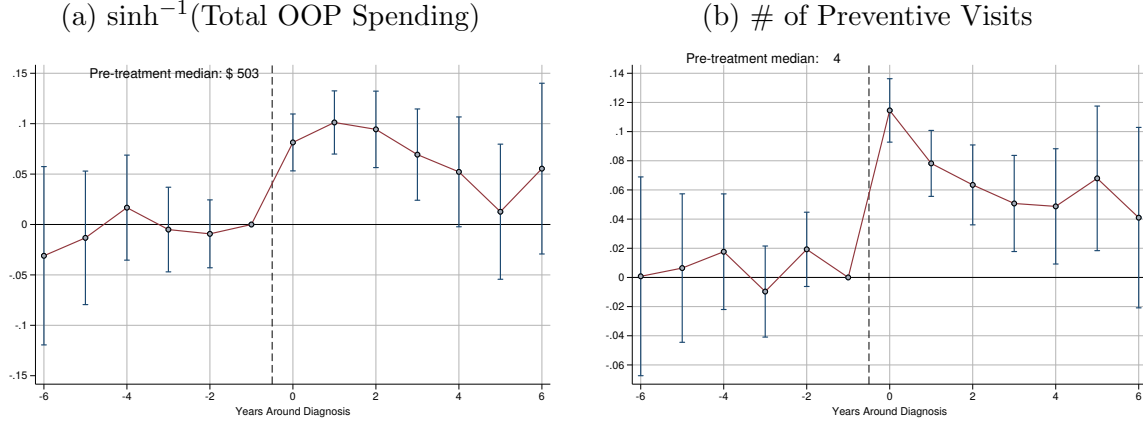 (a) sinh⁻¹(Total OOP Spending)
Pre-treatment median: $ 503
.15
.1
.05
0
-.05
-.1
-.15
-6 -4 -2 0 2 4 6
Years Around Diagnosis
(b) # of Preventive Visits
Pre-treatment median: 4
.14
.12
.1
.08
.06
.04
.02
0
-.02
-.04
-.06
-6 -4 -2 0 2 4 6
Years Around Diagnosis